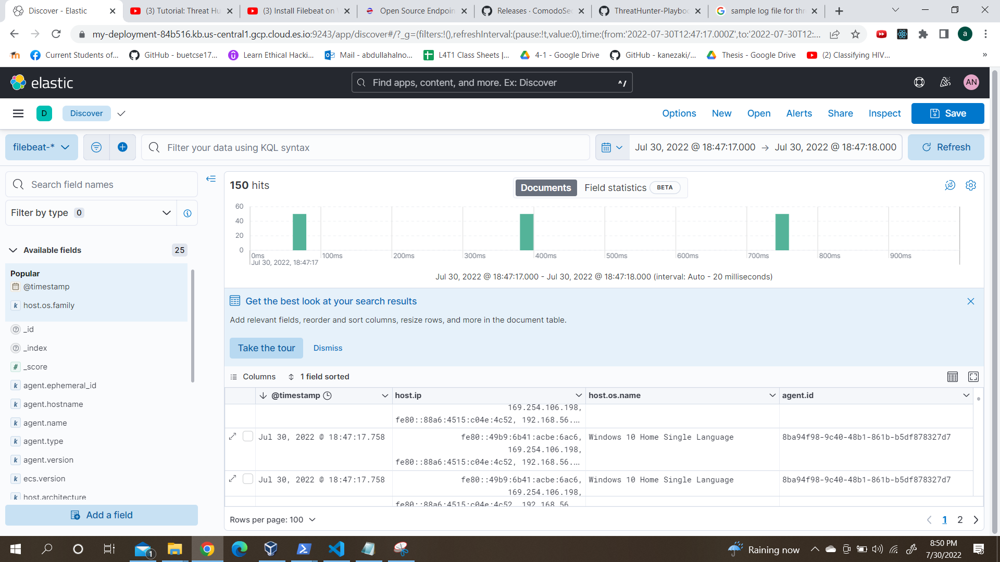 Discover - Elastic
(3) Tutorial: Threat Hu
(3) Install Filebeat on
Open Source Endpoin
Releases · ComodoSec
ThreatHunter-Playboo
sample log file for thr
my-deployment-84b516.kb.us-central1.gcp.cloud.es.io:9243/app/discover#/?_g=(filters:!(),refreshInterval:(pause:!t,value:0),time:(from:'2022-07-30T12:47:17.000Z',to:'2022-07-30T12:...
a
Current Students of...
GitHub - buetcse17...
Learn Ethical Hacki...
Mail - abdullahalno...
L4T1 Class Sheets |...
4-1 - Google Drive
GitHub - kanezaki/...
Thesis - Google Drive
(2) Classifying HIV...
»
elastic
Find apps, content, and more. Ex: Discover
^/
AN
D
Discover
Options
New
Open
Alerts
Share
Inspect
Save
filebeat-*
Filter your data using KQL syntax
Jul 30, 2022 @ 18:47:17.000 → Jul 30, 2022 @ 18:47:18.000
Refresh
Search field names
Filter by type 0
Available fields 25
Popular
@timestamp
k host.os.family
_id
_index
# _score
k agent.ephemeral_id
k agent.hostname
k agent.name
k agent.type
k agent.version
k ecs.version
k host.architecture
Add a field
150 hits
Documents
Field statistics BETA
60
40
20
0
0ms
100ms
200ms
300ms
400ms
500ms
600ms
700ms
800ms
900ms
Jul 30, 2022, 18:47:17
Jul 30, 2022 @ 18:47:17.000 - Jul 30, 2022 @ 18:47:18.000 (interval: Auto - 20 milliseconds)
Get the best look at your search results
Add relevant fields, reorder and sort columns, resize rows, and more in the document table.
Take the tour
Dismiss
Columns
1 field sorted
@timestamp
host.ip
host.os.name
agent.id
169.254.106.198,
fe80::88a6:4515:c04e:4c52, 192.168.56....
Jul 30, 2022 @ 18:47:17.758
fe80::49b9:6b41:acbe:6ac6,
169.254.106.198,
fe80::88a6:4515:c04e:4c52, 192.168.56....
Windows 10 Home Single Language
8ba94f98-9c40-48b1-861b-b5df878327d7
Jul 30, 2022 @ 18:47:17.758
fe80::49b9:6b41:acbe:6ac6,
169.254.106.198,
fe80::88a6:4515:c04e:4c52, 192.168.56
Windows 10 Home Single Language
8ba94f98-9c40-48b1-861b-b5df878327d7
Rows per page: 100
1
2
1
Raining now
8:50 PM
7/30/2022